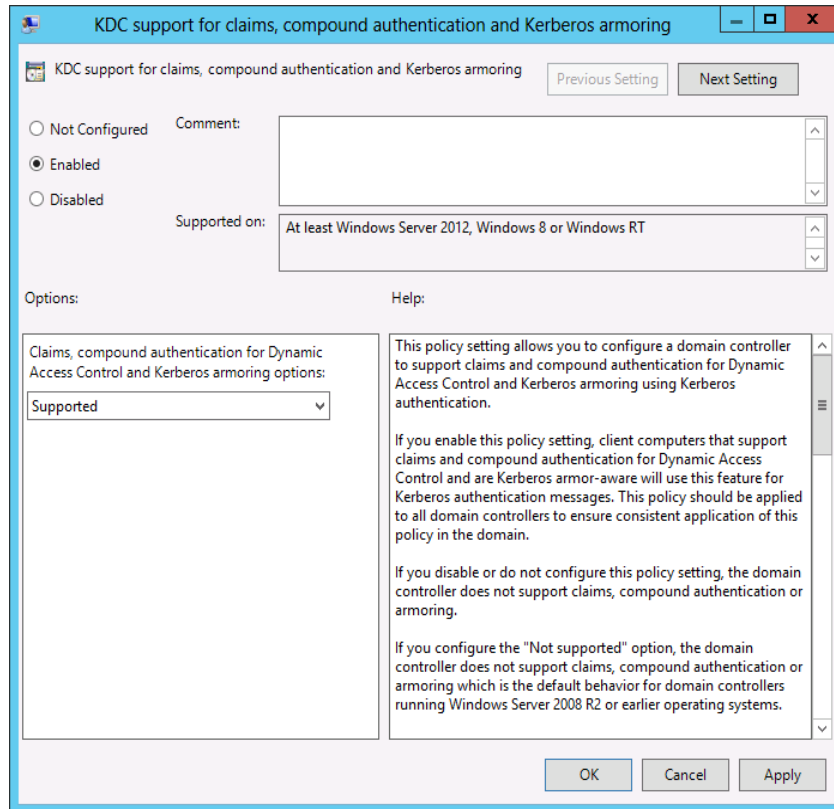 KDC support for claims, compound authentication and Kerberos armoring
KDC support for claims, compound authentication and Kerberos armoring
Previous Setting
Next Setting
Not Configured
Enabled
Disabled
Comment:
Supported on:
At least Windows Server 2012, Windows 8 or Windows RT
Options:
Help:
Claims, compound authentication for Dynamic
Access Control and Kerberos armoring options:
Supported
This policy setting allows you to configure a domain controller
to support claims and compound authentication for Dynamic
Access Control and Kerberos armoring using Kerberos
authentication.
If you enable this policy setting, client computers that support
claims and compound authentication for Dynamic Access
Control and are Kerberos armor-aware will use this feature for
Kerberos authentication messages. This policy should be applied
to all domain controllers to ensure consistent application of this
policy in the domain.
If you disable or do not configure this policy setting, the domain
controller does not support claims, compound authentication or
armoring.
If you configure the "Not supported" option, the domain
controller does not support claims, compound authentication or
armoring which is the default behavior for domain controllers
running Windows Server 2008 R2 or earlier operating systems.
OK
Cancel
Apply